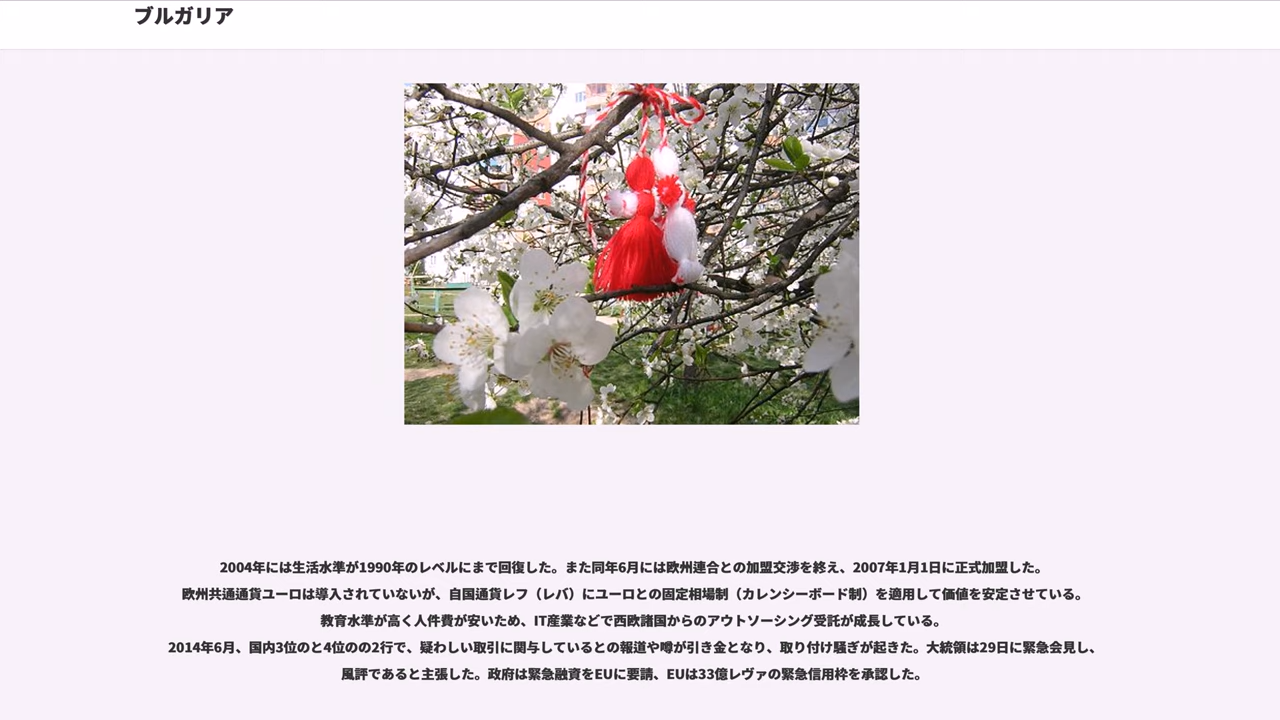 ブルガリア
2004年には生活水準が1990年のレベルにまで回復した。また同年6月には欧州連合との加盟交渉を終え、2007年1月1日に正式加盟した。
欧州共通通貨ユーロは導入されていないが、自国通貨レフ（レバ）にユーロとの固定相場制（カレンシーボード制）を適用して価値を安定させている。
教育水準が高く人件費が安いため、IT産業などで西欧諸国からのアウトソーシング受託が成長している。
2014年6月、国内3位のと4位のの2行で、疑わしい取引に関与しているとの報道や噂が引き金となり、取り付け騒ぎが起きた。大統領は29日に緊急会見し、
風評であると主張した。政府は緊急融資をEUに要請、EUは33億レヴァの緊急信用枠を承認した。